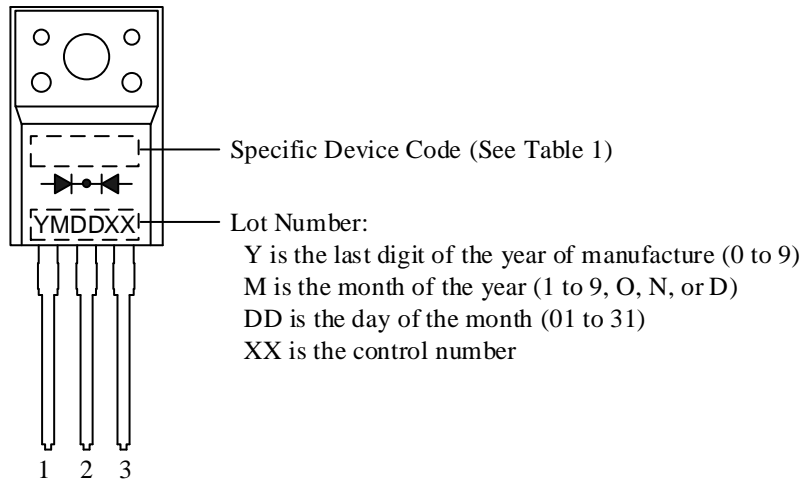 Specific Device Code (See Table 1)
YMDDXX
Lot Number:
Y is the last digit of the year of manufacture (0 to 9)
M is the month of the year (1 to 9, O, N, or D)
DD is the day of the month (01 to 31)
XX is the control number
1 2 3